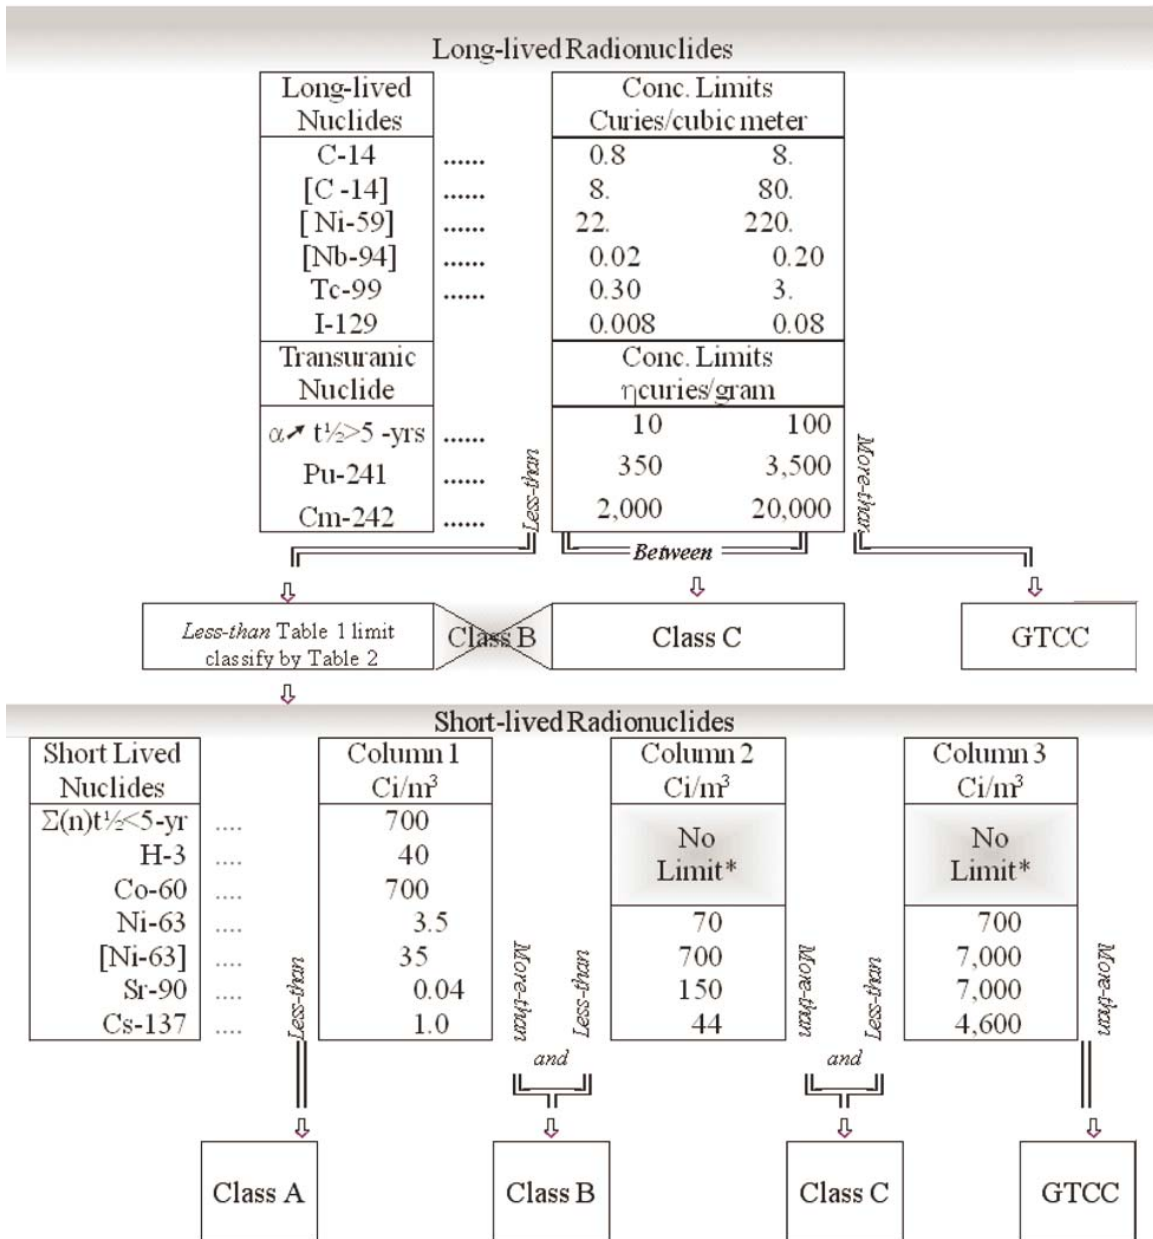 Long-lived Radionuclides
Long-lived Nuclides Conc. Limits Curies/cubic meter
C-14 ...... 0.8 8.
[C -14] ...... 8. 80.
[ Ni-59] ...... 22. 220.
[Nb-94] ...... 0.02 0.20
Tc-99 ...... 0.30 3.
I-129 0.008 0.08
Transuranic Nuclide Conc. Limits ηcuries/gram
α↗ t½>5 -yrs ...... 10 100
Pu-241 ...... 350 3,500
Cm-242 ...... 2,000 20,000
Less-than
More-than
Between
Less-than Table 1 limit
classify by Table 2
Class B
Class C
GTCC
Short-lived Radionuclides
Short Lived Nuclides Column 1 Ci/m³ Column 2 Ci/m³ Column 3 Ci/m³
Σ(n)t½<5-yr .... 700 No Limit* No Limit*
H-3 .... 40
Co-60 .... 700
Ni-63 .... 3.5 70 700
[Ni-63] .... 35 700 7,000
Sr-90 .... 0.04 150 7,000
Cs-137 .... 1.0 44 4,600
Less-than
More-than
and
Less-than
More-than
and
Less-than
More-than
Class A
Class B
Class C
GTCC